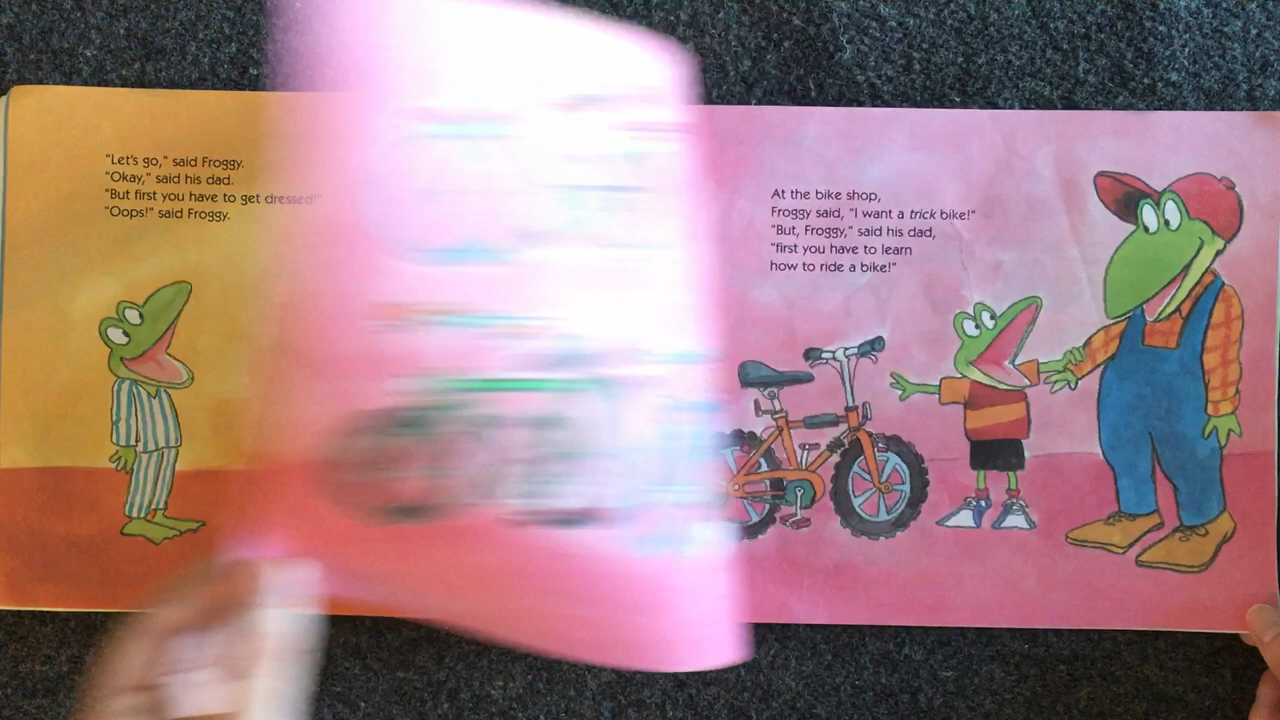 "Let's go," said Froggy.
"Okay," said his dad.
"But first you have to get dressed!"
"Oops!" said Froggy.
At the bike shop,
Froggy said, "I want a trick bike!"
"But, Froggy," said his dad,
"first you have to learn
how to ride a bike!"